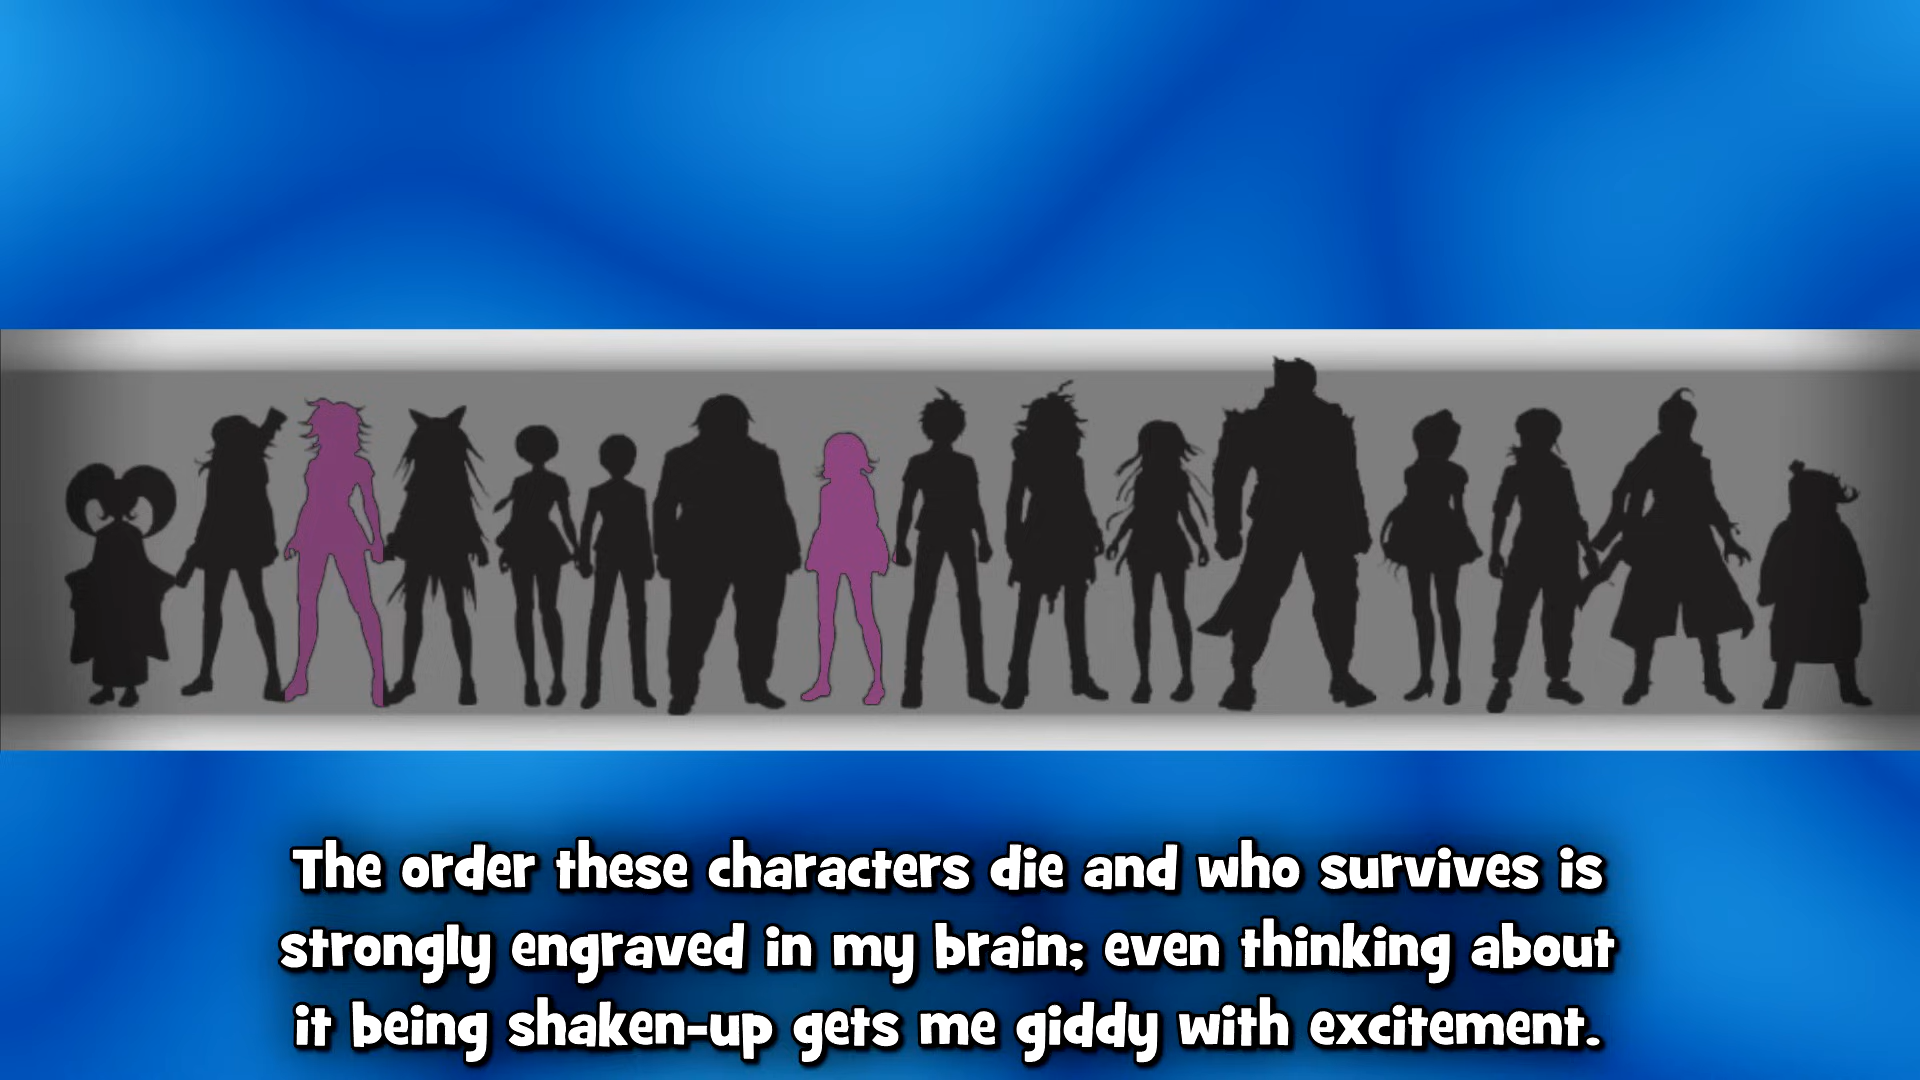 The order these characters die and who survives is
strongly engraved in my brain; even thinking about
it being shaken-up gets me giddy with excitement.